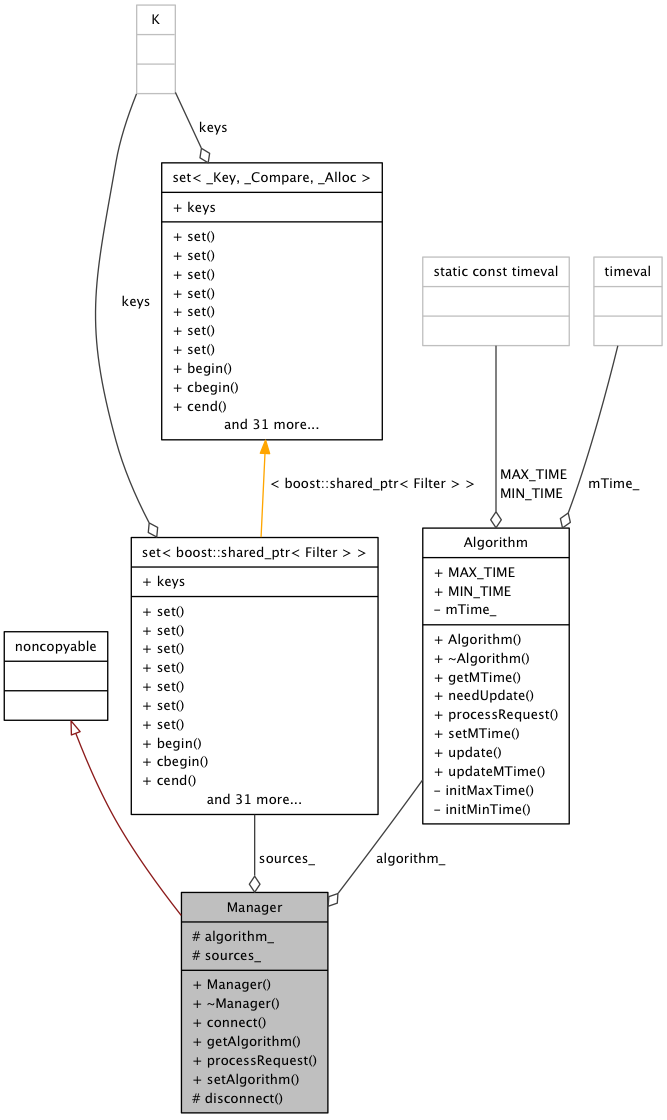 K
keys
set< _Key, _Compare, _Alloc >
+ keys
+ set()
+ set()
+ set()
+ set()
+ set()
+ set()
+ set()
+ begin()
+ cbegin()
+ cend()
and 31 more...
keys
static const timeval
timeval
< boost::shared_ptr< Filter > >
MAX_TIME
MIN_TIME
mTime_
set< boost::shared_ptr< Filter > >
+ keys
+ set()
+ set()
+ set()
+ set()
+ set()
+ set()
+ set()
+ begin()
+ cbegin()
+ cend()
and 31 more...
Algorithm
+ MAX_TIME
+ MIN_TIME
- mTime_
+ Algorithm()
+ ~Algorithm()
+ getMTime()
+ needUpdate()
+ processRequest()
+ setMTime()
+ update()
+ updateMTime()
- initMaxTime()
- initMinTime()
noncopyable
sources_
algorithm_
Manager
# algorithm_
# sources_
+ Manager()
+ ~Manager()
+ connect()
+ getAlgorithm()
+ processRequest()
+ setAlgorithm()
# disconnect()